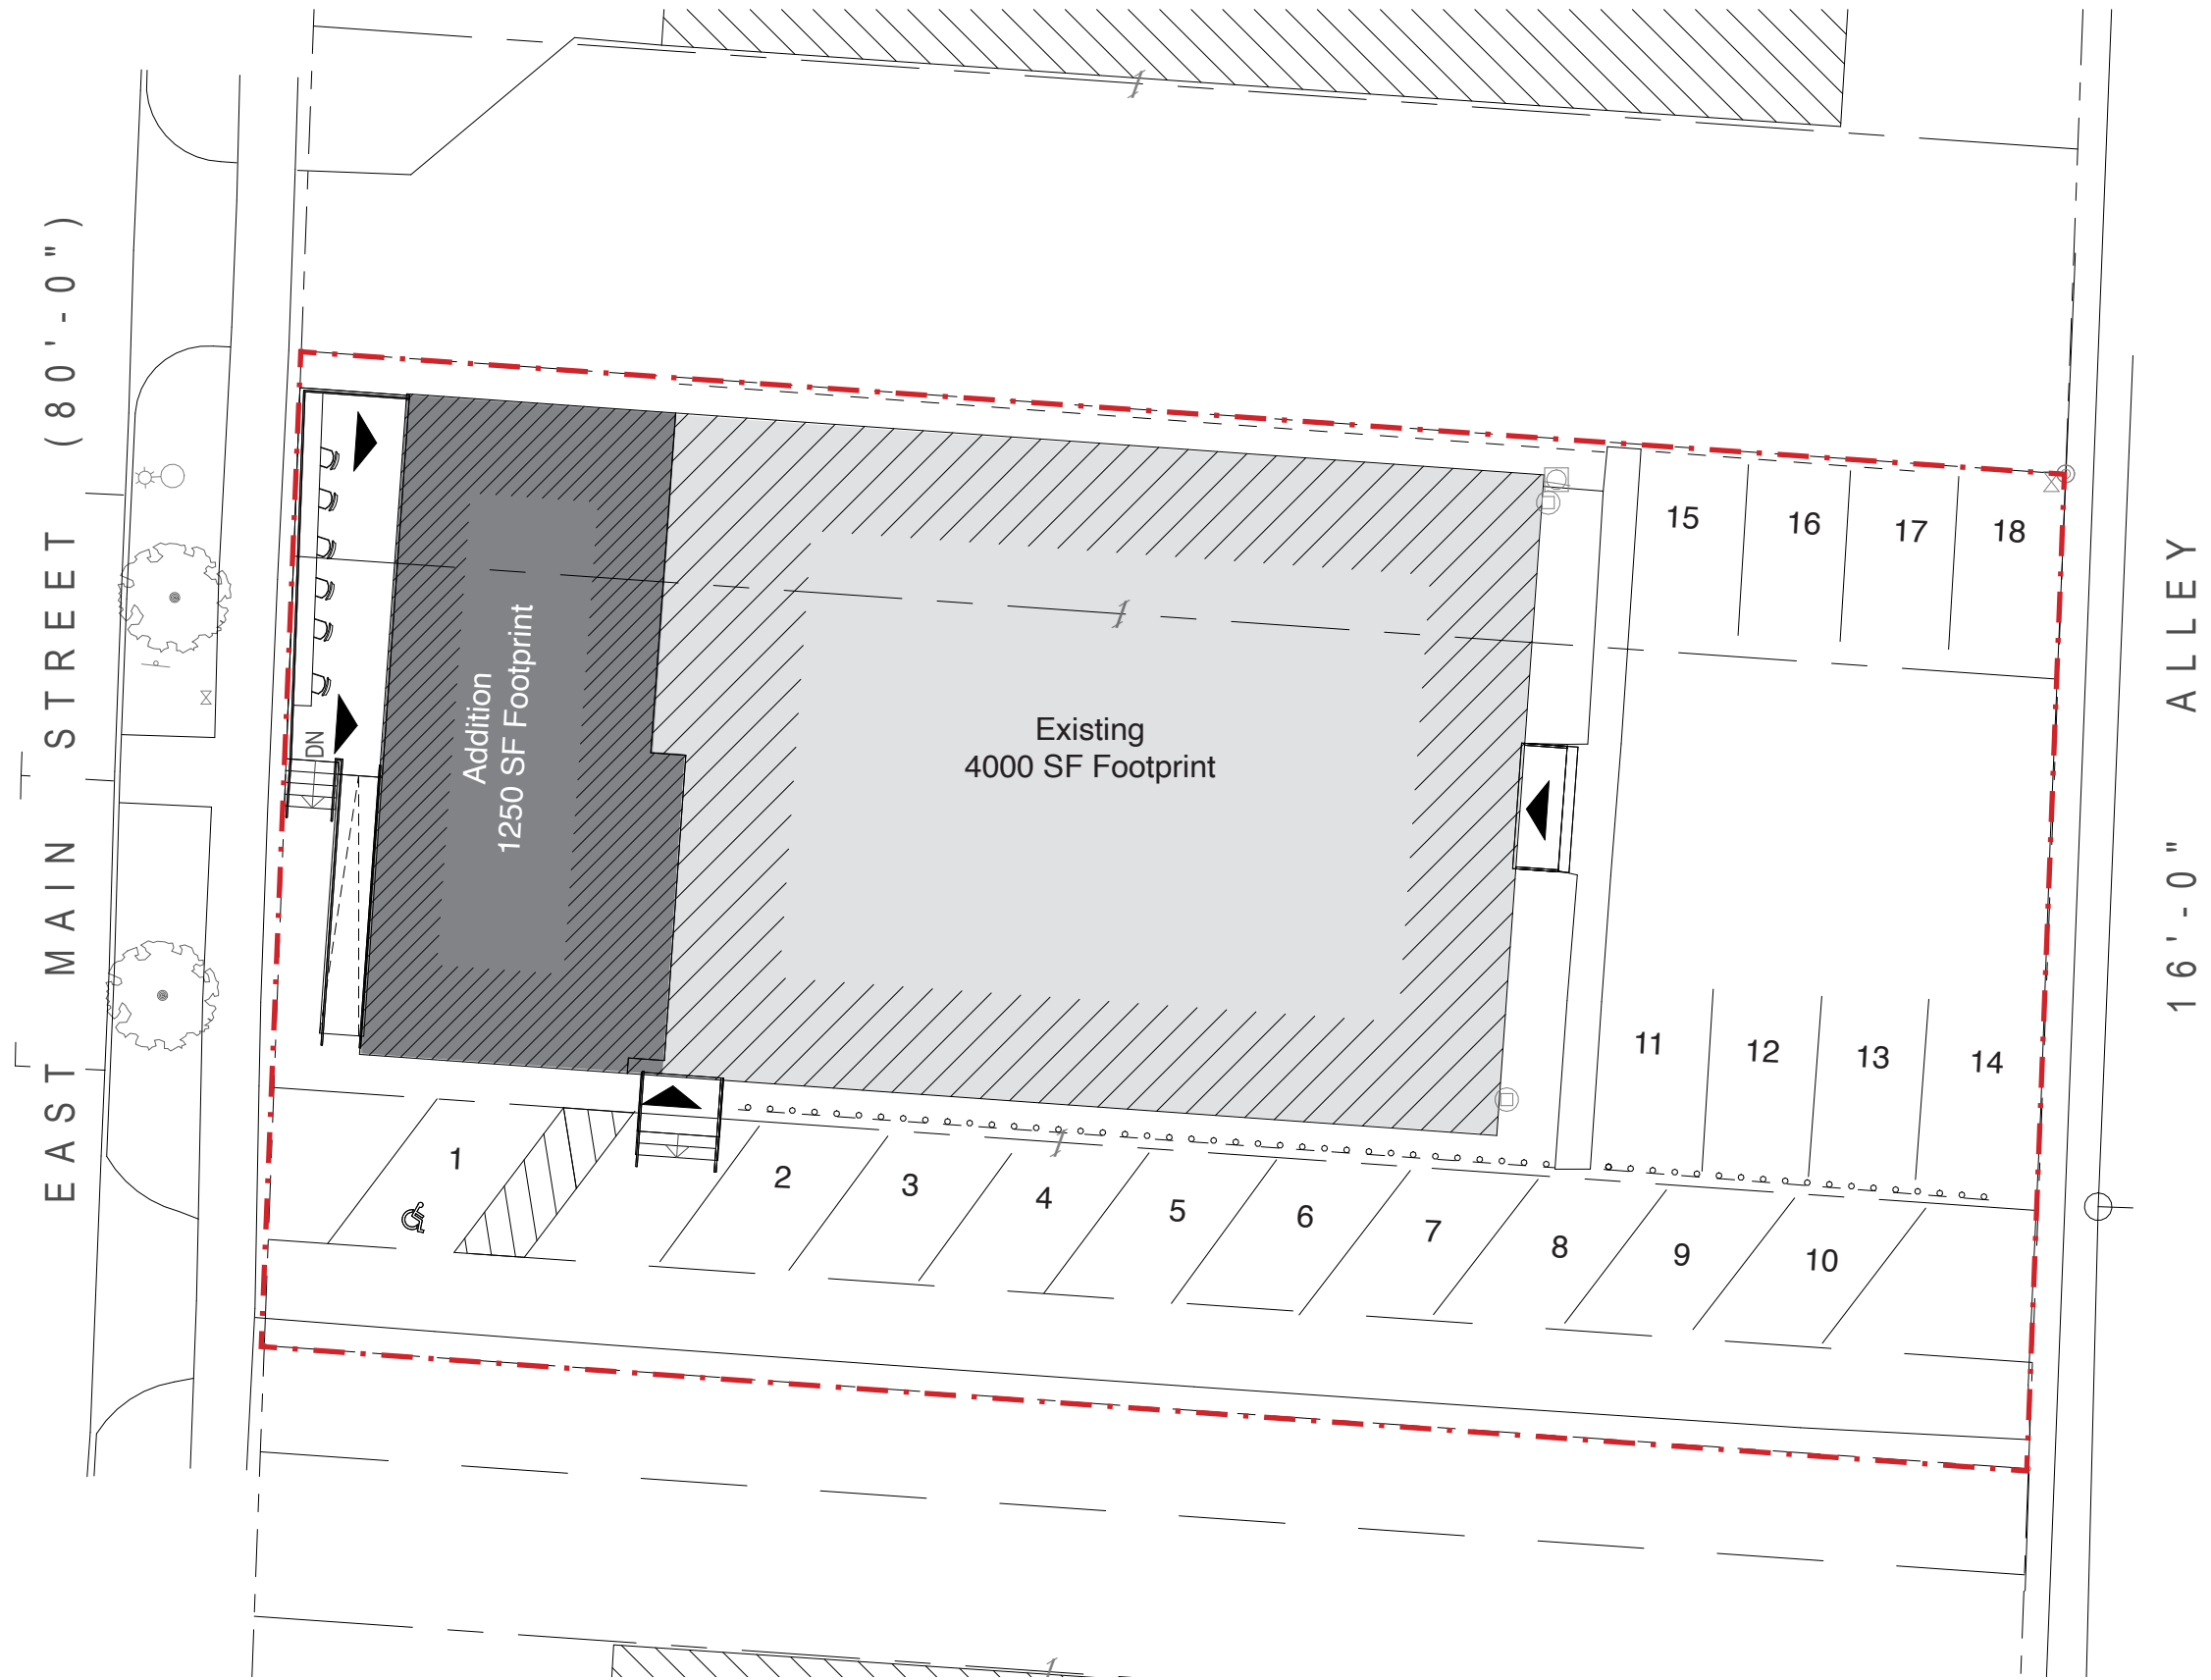 EAST MAIN STREET (80'-0")
DN
Addition
1250 SF Footprint
Existing
4000 SF Footprint
15
16
17
18
11
12
13
14
1
2
3
4
5
6
7
8
9
10
16'-0" ALLEY